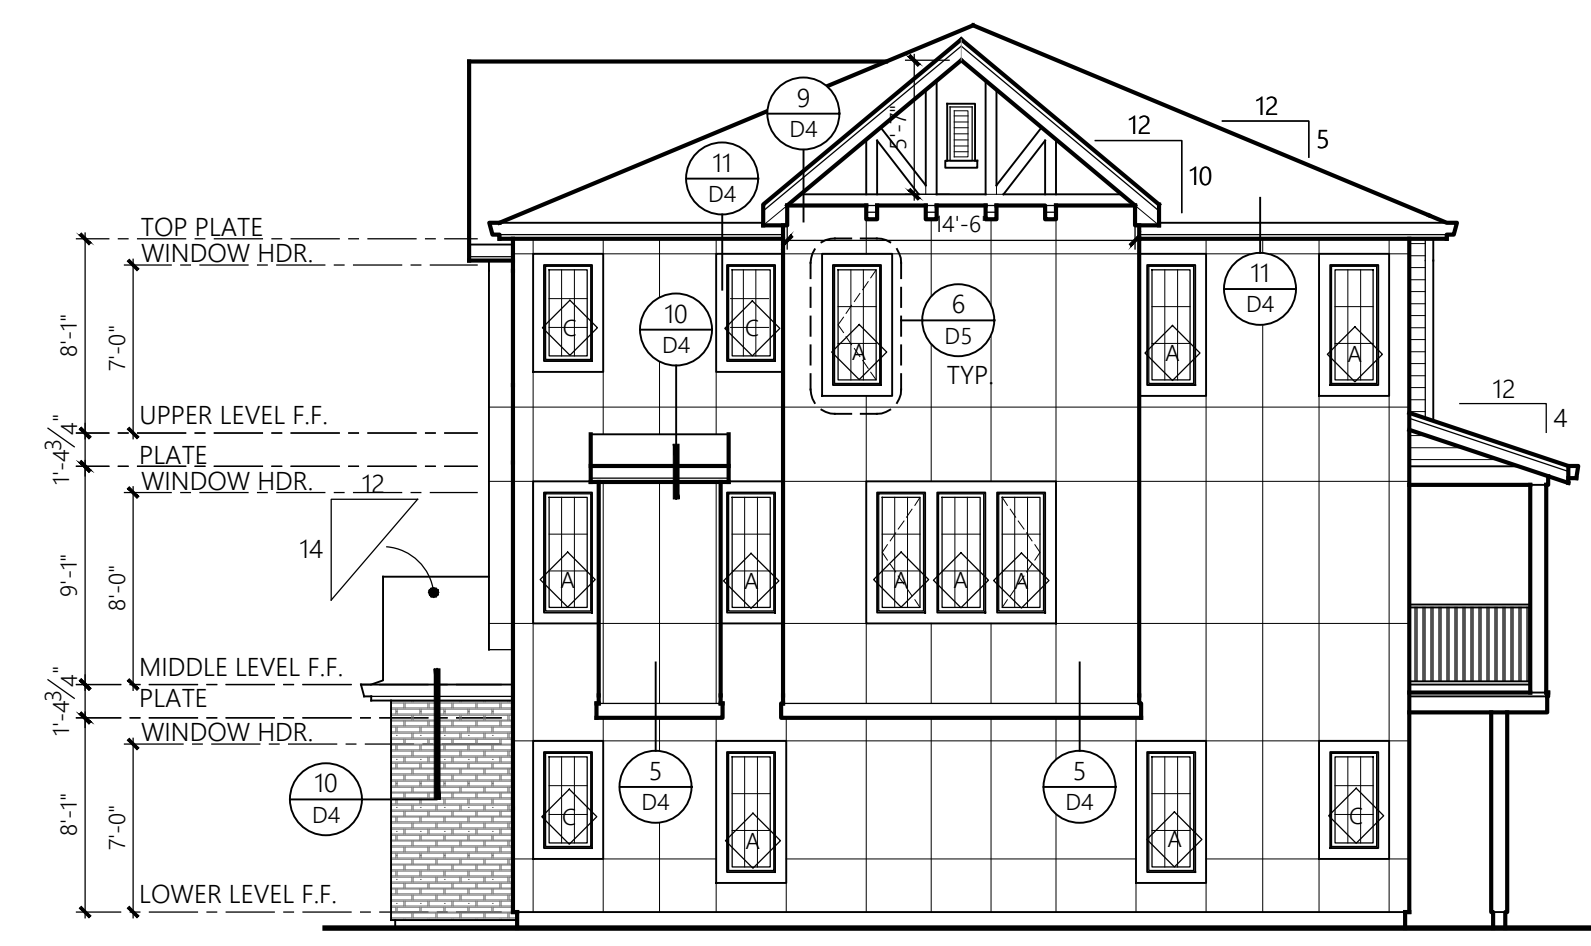 9
D4
12
5
5'-7"
12
10
11
D4
TOP PLATE
14'-6
WINDOW HDR.
11
D4
C
C
10
D4
6
D5
TYP.
A
A
A
8'-1"
7'-0"
12
4
UPPER LEVEL F.F.
1'-4 3/4"
PLATE
WINDOW HDR.
12
14
9'-1"
8'-0"
A
A
A
A
A
MIDDLE LEVEL F.F.
1'-4 3/4"
PLATE
WINDOW HDR.
10
D4
5
D4
5
D4
8'-1"
7'-0"
C
A
A
C
LOWER LEVEL F.F.